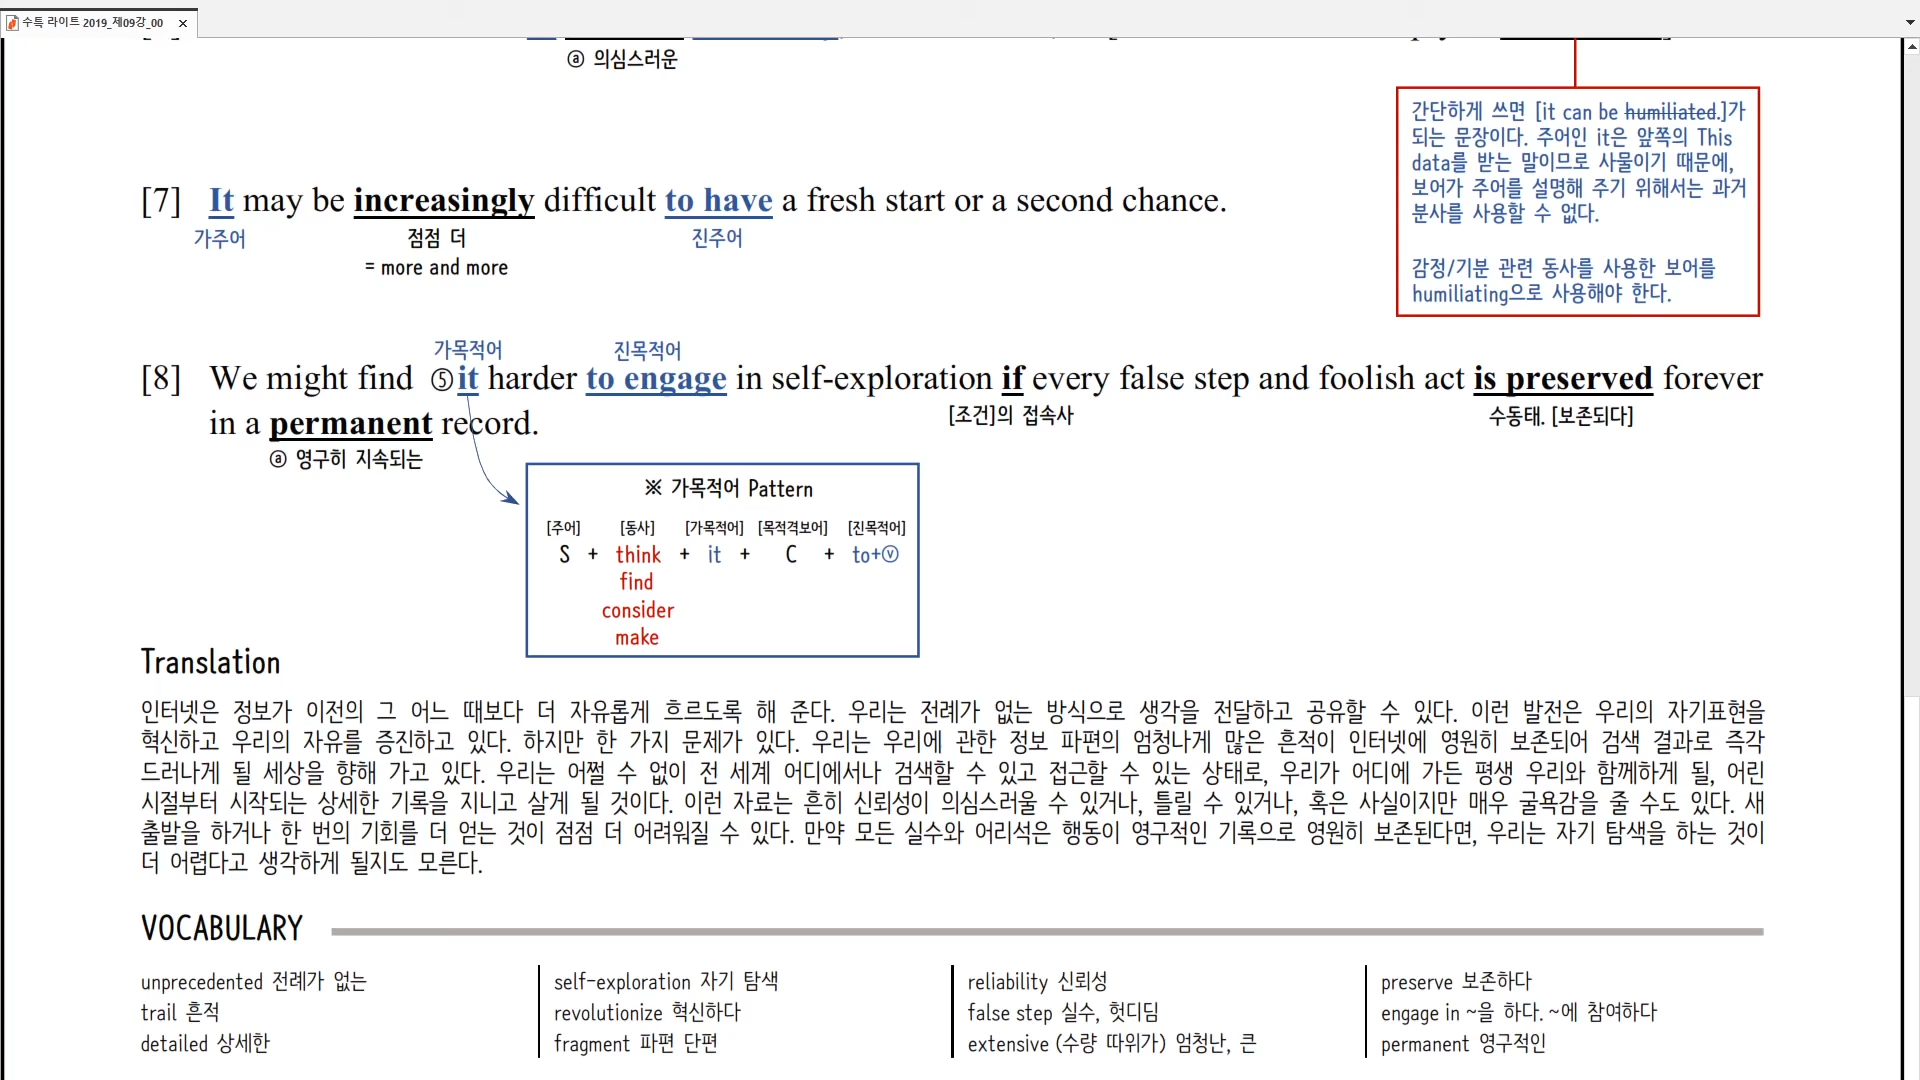 수특 라이트 2019_제09강_00
ⓐ 의심스러운
간단하게 쓰면 [it can be humiliated.]가
되는 문장이다. 주어인 it은 앞쪽의 This
data를 받는 말이므로 사물이기 때문에,
보어가 주어를 설명해 주기 위해서는 과거
분사를 사용할 수 없다.
감정/기분 관련 동사를 사용한 보어를
humiliating으로 사용해야 한다.
[7] It may be increasingly difficult to have a fresh start or a second chance.
가주어 점점 더 진주어
= more and more
가목적어 진목적어
[8] We might find ⑤it harder to engage in self-exploration if every false step and foolish act is preserved forever
[조건]의 접속사 수동태. [보존되다]
in a permanent record.
ⓐ 영구히 지속되는
※ 가목적어 Pattern
[주어] [동사] [가목적어] [목적격보어] [진목적어]
S + think + it + C + to+ⓥ
find
consider
make
Translation
인터넷은 정보가 이전의 그 어느 때보다 더 자유롭게 흐르도록 해 준다. 우리는 전례가 없는 방식으로 생각을 전달하고 공유할 수 있다. 이런 발전은 우리의 자기표현을
혁신하고 우리의 자유를 증진하고 있다. 하지만 한 가지 문제가 있다. 우리는 우리에 관한 정보 파편의 엄청나게 많은 흔적이 인터넷에 영원히 보존되어 검색 결과로 즉각
드러나게 될 세상을 향해 가고 있다. 우리는 어쩔 수 없이 전 세계 어디에서나 검색할 수 있고 접근할 수 있는 상태로, 우리가 어디에 가든 평생 우리와 함께하게 될, 어린
시절부터 시작되는 상세한 기록을 지니고 살게 될 것이다. 이런 자료는 흔히 신뢰성이 의심스러울 수 있거나, 틀릴 수 있거나, 혹은 사실이지만 매우 굴욕감을 줄 수도 있다. 새
출발을 하거나 한 번의 기회를 더 얻는 것이 점점 더 어려워질 수 있다. 만약 모든 실수와 어리석은 행동이 영구적인 기록으로 영원히 보존된다면, 우리는 자기 탐색을 하는 것이
더 어렵다고 생각하게 될지도 모른다.
VOCABULARY
unprecedented 전례가 없는
trail 흔적
detailed 상세한
self-exploration 자기 탐색
revolutionize 혁신하다
fragment 파편 단편
reliability 신뢰성
false step 실수, 헛디딤
extensive (수량 따위가) 엄청난, 큰
preserve 보존하다
engage in ~을 하다. ~에 참여하다
permanent 영구적인